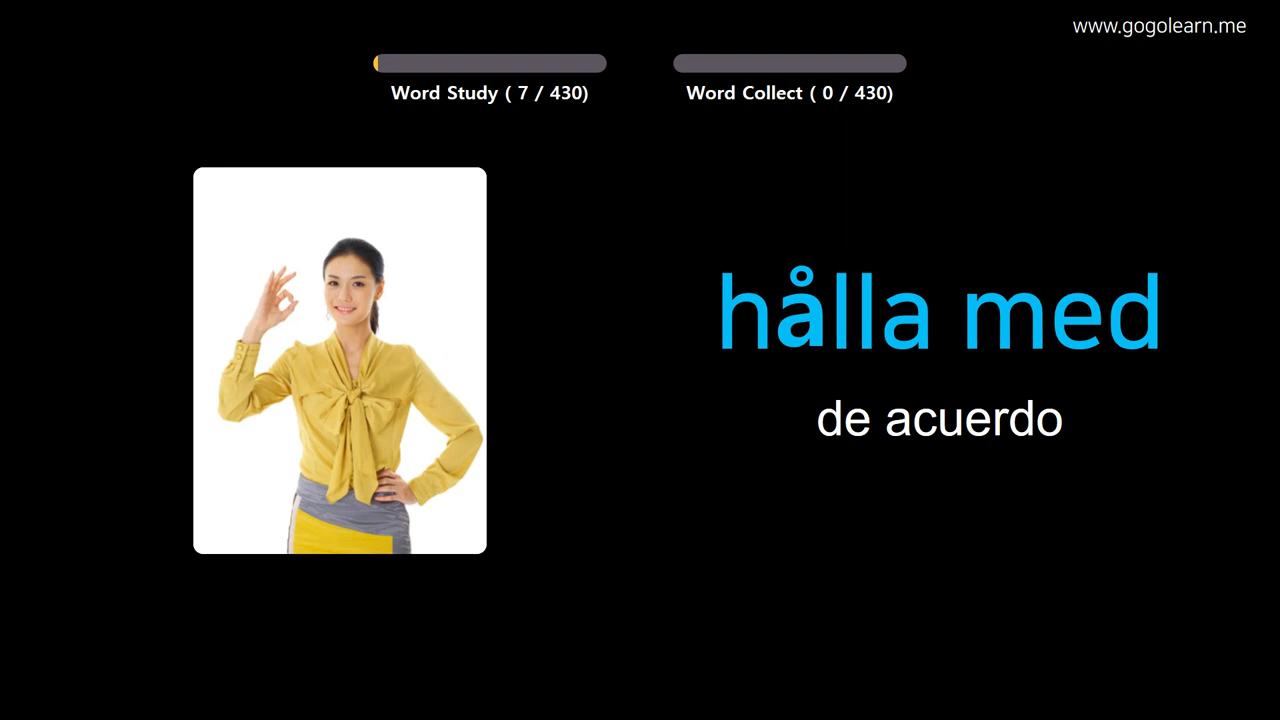 www.gogolearn.me
Word Study ( 7 / 430)
Word Collect ( 0 / 430)
hålla med
de acuerdo